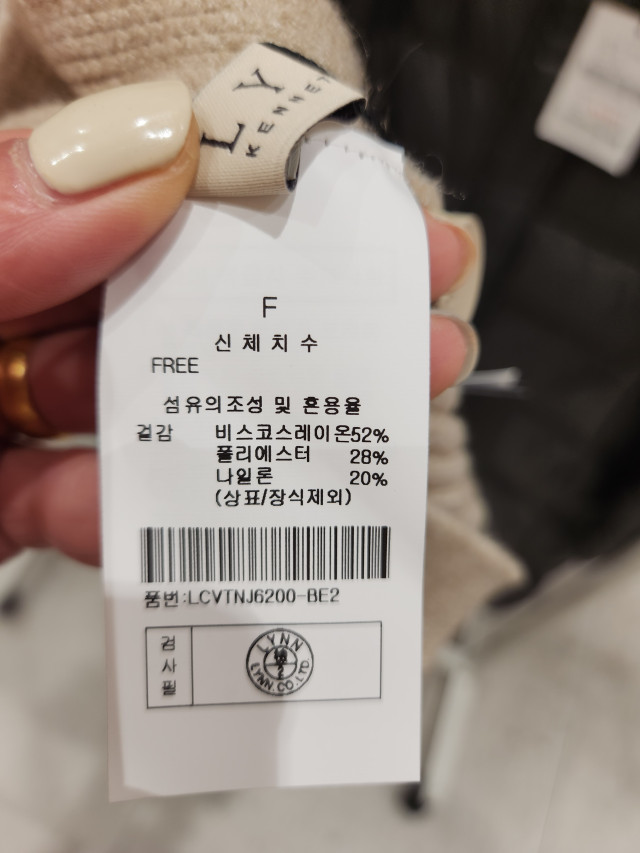 LY
KENNET
F
신체치수
FREE
섬유의조성 및 혼용율
겉감 비스코스레이온52%
폴리에스터 28%
나일론 20%
(상표/장식제외)
품번:LCVTNJ6200-BE2
검사필
LYNN
LYNN.CO.LTD.